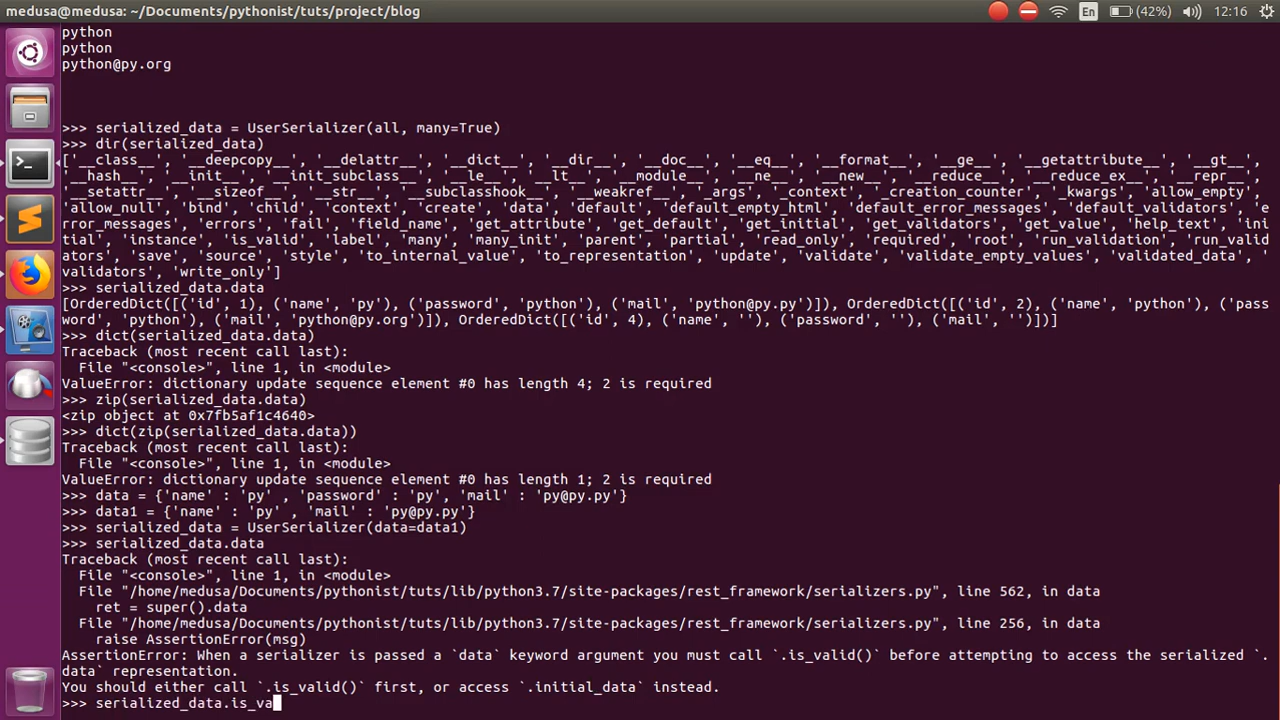 medusa@medusa: ~/Documents/pythonist/tuts/project/blog
En
(42%)
12:16
python
python
python@py.org
>>> serialized_data = UserSerializer(all, many=True)
>>> dir(serialized_data)
['__class__', '__deepcopy__', '__delattr__', '__dict__', '__dir__', '__doc__', '__eq__', '__format__', '__ge__', '__getattribute__', '__gt__',
'__hash__', '__init__', '__init_subclass__', '__le__', '__lt__', '__module__', '__ne__', '__new__', '__reduce__', '__reduce_ex__', '__repr__',
'__setattr__', '__sizeof__', '__str__', '__subclasshook__', '__weakref__', '_args', '_context', '_creation_counter', '_kwargs', 'allow_empty',
'allow_null', 'bind', 'child', 'context', 'create', 'data', 'default', 'default_empty_html', 'default_error_messages', 'default_validators', 'e
rror_messages', 'errors', 'fail', 'field_name', 'get_attribute', 'get_default', 'get_initial', 'get_validators', 'get_value', 'help_text', 'ini
tial', 'instance', 'is_valid', 'label', 'many', 'many_init', 'parent', 'partial', 'read_only', 'required', 'root', 'run_validation', 'run_valid
ators', 'save', 'source', 'style', 'to_internal_value', 'to_representation', 'update', 'validate', 'validate_empty_values', 'validated_data', '
validators', 'write_only']
>>> serialized_data.data
[OrderedDict([('id', 1), ('name', 'py'), ('password', 'python'), ('mail', 'python@py.py')]), OrderedDict([('id', 2), ('name', 'python'), ('pass
word', 'python'), ('mail', 'python@py.org')]), OrderedDict([('id', 4), ('name', ''), ('password', ''), ('mail', '')])]
>>> dict(serialized_data.data)
Traceback (most recent call last):
  File "<console>", line 1, in <module>
ValueError: dictionary update sequence element #0 has length 4; 2 is required
>>> zip(serialized_data.data)
<zip object at 0x7fb5af1c4640>
>>> dict(zip(serialized_data.data))
Traceback (most recent call last):
  File "<console>", line 1, in <module>
ValueError: dictionary update sequence element #0 has length 1; 2 is required
>>> data = {'name' : 'py' , 'password' : 'py', 'mail' : 'py@py.py'}
>>> data1 = {'name' : 'py' , 'mail' : 'py@py.py'}
>>> serialized_data = UserSerializer(data=data1)
>>> serialized_data.data
Traceback (most recent call last):
  File "<console>", line 1, in <module>
  File "/home/medusa/Documents/pythonist/tuts/lib/python3.7/site-packages/rest_framework/serializers.py", line 562, in data
    ret = super().data
  File "/home/medusa/Documents/pythonist/tuts/lib/python3.7/site-packages/rest_framework/serializers.py", line 256, in data
    raise AssertionError(msg)
AssertionError: When a serializer is passed a `data` keyword argument you must call `.is_valid()` before attempting to access the serialized `.
data` representation.
You should either call `.is_valid()` first, or access `.initial_data` instead.
>>> serialized_data.is_va